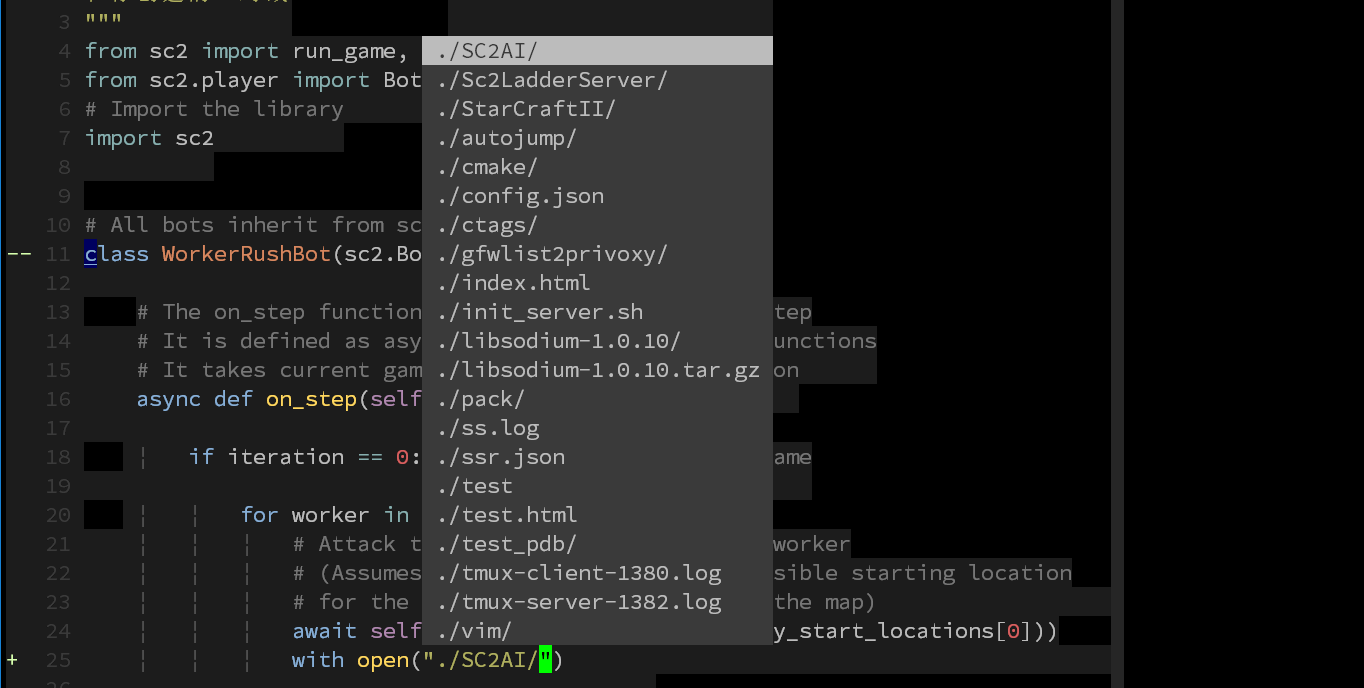 3 """
4 from sc2 import run_game,
./SC2AI/
5 from sc2.player import Bot
./Sc2LadderServer/
6 # Import the library
./StarCraftII/
7 import sc2
./autojump/
8
./cmake/
9
./config.json
10 # All bots inherit from sc
./ctags/
-- 11 class WorkerRushBot(sc2.Bo
./gfwlist2privoxy/
12
./index.html
13 # The on_step function
./init_server.sh
tep
14 # It is defined as asy
./libsodium-1.0.10/
unctions
15 # It takes current gam
./libsodium-1.0.10.tar.gz
on
16 async def on_step(self
./pack/
17
./ss.log
18 ¦ if iteration == 0:
./ssr.json
ame
19
./test
20 ¦ ¦ for worker in
./test.html
21 ¦ ¦ ¦ # Attack t
./test_pdb/
worker
22 ¦ ¦ ¦ # (Assumes
./tmux-client-1380.log
sible starting location
23 ¦ ¦ ¦ # for the
./tmux-server-1382.log
the map)
24 ¦ ¦ ¦ await self
./vim/
y_start_locations[0]))
+ 25 ¦ ¦ ¦ with open("./SC2AI/")